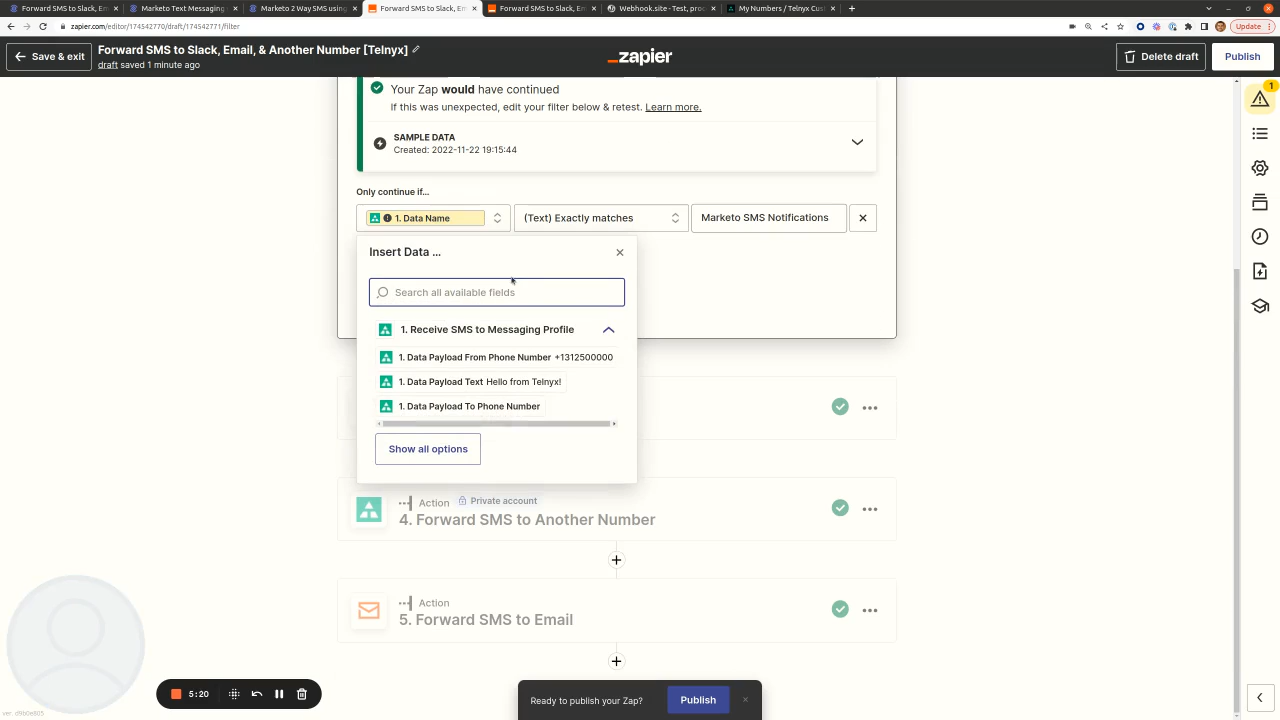 Forward SMS to Slack, Em
Marketo Text Messaging
Marketo 2 Way SMS using
Forward SMS to Slack, E
Forward SMS to Slack, Em
Webhook.site - Test, proc
My Numbers / Telnyx Cus
zapier.com/editor/174542770/draft/174542771/filter
Update
Save & exit
Forward SMS to Slack, Email, & Another Number [Telnyx]
draft saved 1 minute ago
zapier
Delete draft
Publish
1
Your Zap would have continued
If this was unexpected, edit your filter below & retest. Learn more.
SAMPLE DATA
Created: 2022-11-22 19:15:44
Only continue if...
1. Data Name
(Text) Exactly matches
Marketo SMS Notifications
Insert Data ...
Search all available fields
1. Receive SMS to Messaging Profile
1. Data Payload From Phone Number +1312500000
1. Data Payload Text Hello from Telnyx!
1. Data Payload To Phone Number
Show all options
Action
Private account
4. Forward SMS to Another Number
Action
5. Forward SMS to Email
5:20
Ready to publish your Zap?
Publish
ver. d9b0e805